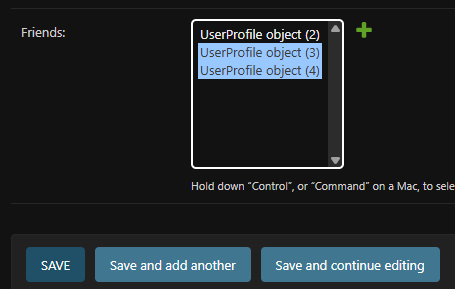 Friends:
UserProfile object (2)
UserProfile object (3)
UserProfile object (4)
Hold down “Control”, or “Command” on a Mac, to sele
SAVE
Save and add another
Save and continue editing